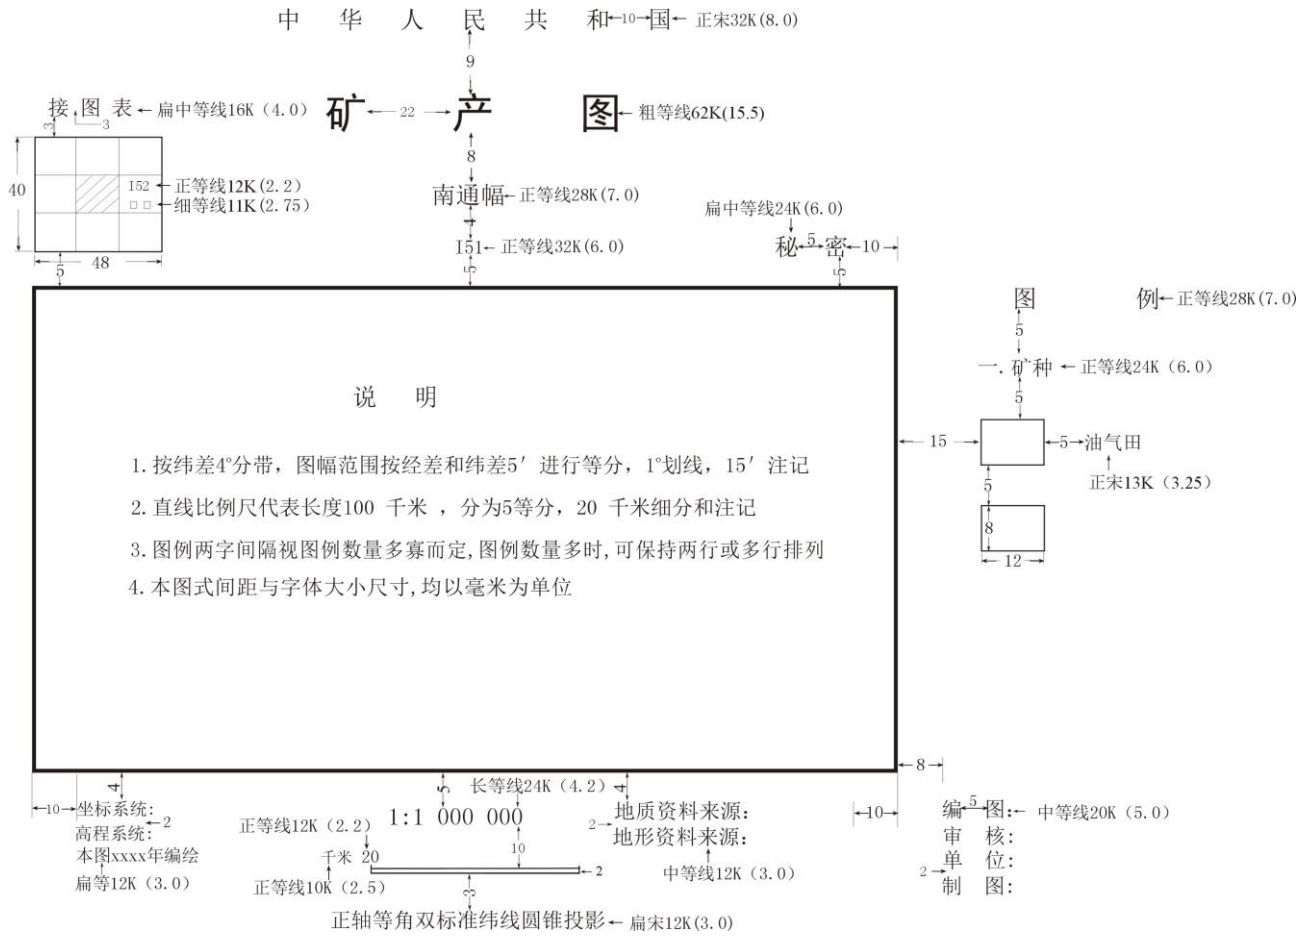 中 华 人 民 共 和 10 国 正宋32K(8.0)
9
接 图 表 扁中等线16K (4.0)
3
3
矿 22 产 图 粗等线62K(15.5)
8
40
I52 正等线12K(2.2)
□ □ 细等线11K(2.75)
48
5
南通幅 正等线28K(7.0)
4
I51 正等线32K(6.0)
5
扁中等线24K(6.0)
秘 5 密 10
5
图 例 正等线28K(7.0)
5
一. 矿种 正等线24K (6.0)
5
15
5 油气田
正宋13K (3.25)
5
8
12
说 明
1. 按纬差4°分带, 图幅范围按经差和纬差5′ 进行等分, 1°划线, 15′ 注记
2. 直线比例尺代表长度100 千米 , 分为5等分, 20 千米细分和注记
3. 图例两字间隔视图例数量多寡而定, 图例数量多时, 可保持两行或多行排列
4. 本图式间距与字体大小尺寸, 均以毫米为单位
8
4
10 坐标系统:
2
高程系统:
本图xxxx年编绘
扁等12K (3.0)
5
长等线24K (4.2)
4
1:1 000 000
正等线12K (2.2)
千米 20
10
2
正等线10K (2.5)
3
正轴等角双标准纬线圆锥投影 扁宋12K(3.0)
地质资料来源:
2
地形资料来源:
中等线12K (3.0)
10
编 5 图: 中等线20K (5.0)
审 核:
单 位:
2
制 图: